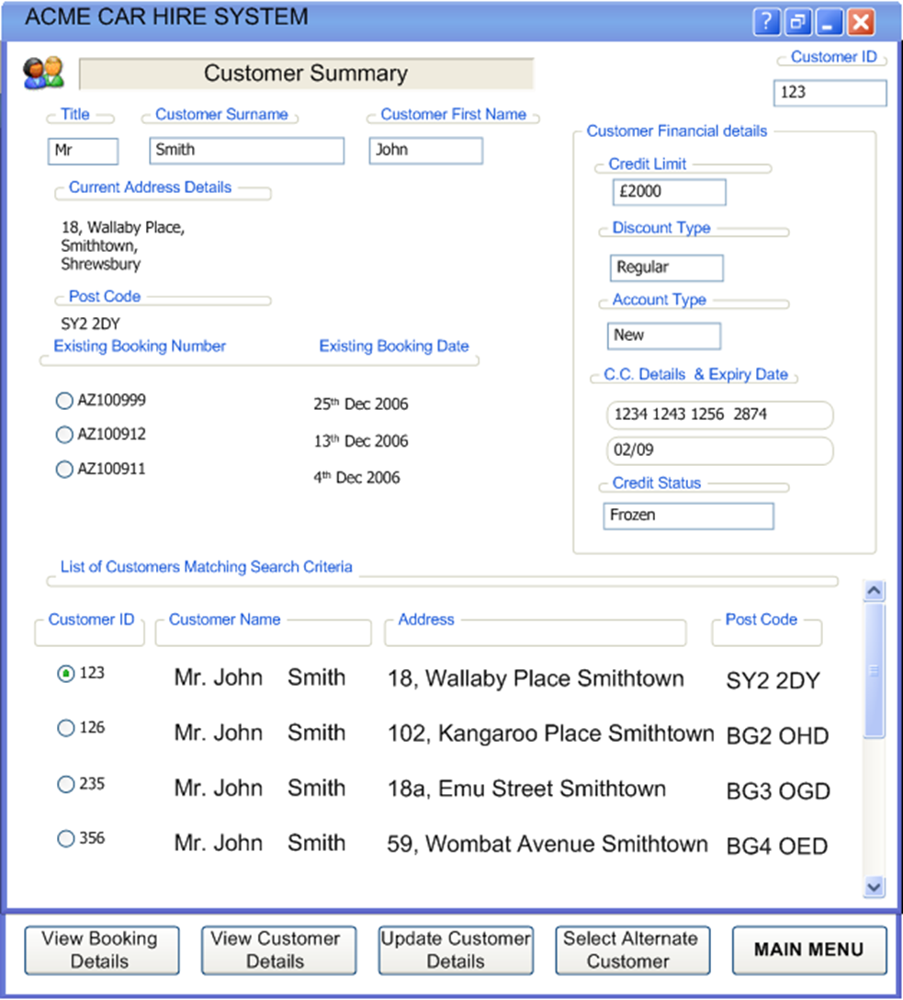 ACME CAR HIRE SYSTEM
?
Customer Summary
Customer ID
123
Title
Customer Surname
Customer First Name
Mr
Smith
John
Customer Financial details
Credit Limit
£2000
Current Address Details
18, Wallaby Place,
Smithtown,
Shrewsbury
Discount Type
Regular
Post Code
SY2 2DY
Account Type
New
Existing Booking Number
Existing Booking Date
C.C. Details & Expiry Date
1234 1243 1256 2874
02/09
AZ100999
25th Dec 2006
AZ100912
13th Dec 2006
AZ100911
4th Dec 2006
Credit Status
Frozen
List of Customers Matching Search Criteria
Customer ID
Customer Name
Address
Post Code
123 Mr. John Smith 18, Wallaby Place Smithtown SY2 2DY
126 Mr. John Smith 102, Kangaroo Place Smithtown BG2 OHD
235 Mr. John Smith 18a, Emu Street Smithtown BG3 OGD
356 Mr. John Smith 59, Wombat Avenue Smithtown BG4 OED
View Booking
Details
View Customer
Details
Update Customer
Details
Select Alternate
Customer
MAIN MENU